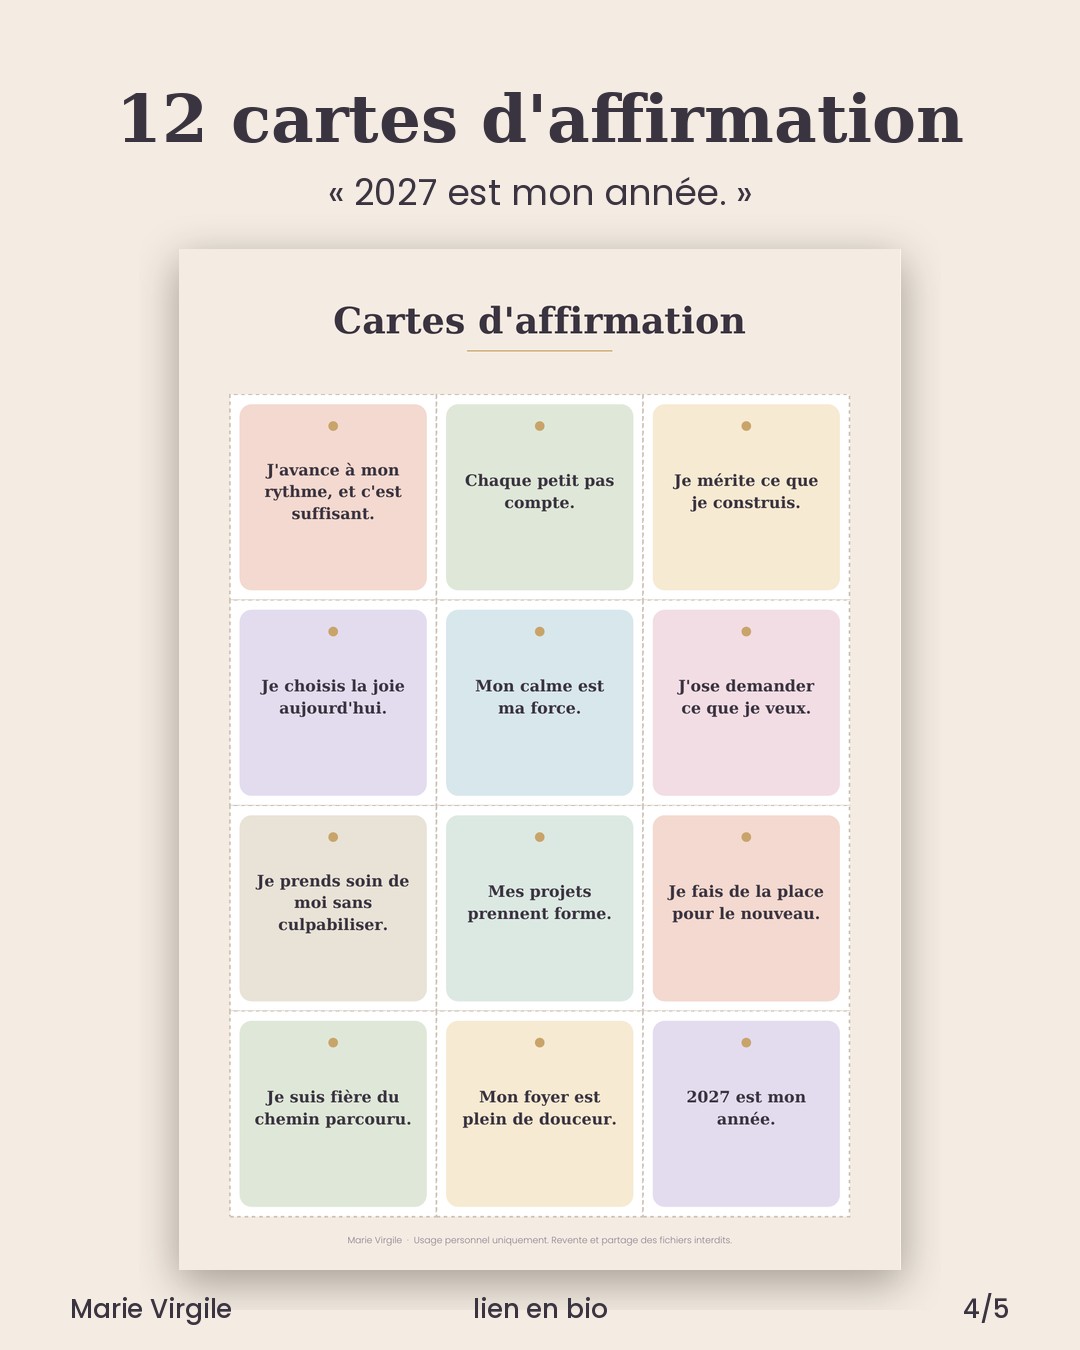 12 cartes d'affirmation
« 2027 est mon année. »
Cartes d'affirmation
J'avance à mon
rythme, et c'est
suffisant.
Chaque petit pas
compte.
Je mérite ce que
je construis.
Je choisis la joie
aujourd'hui.
Mon calme est
ma force.
J'ose demander
ce que je veux.
Je prends soin de
moi sans
culpabiliser.
Mes projets
prennent forme.
Je fais de la place
pour le nouveau.
Je suis fière du
chemin parcouru.
Mon foyer est
plein de douceur.
2027 est mon
année.
Marie Virgile · Usage personnel uniquement. Revente et partage des fichiers interdits.
Marie Virgile
lien en bio
4/5